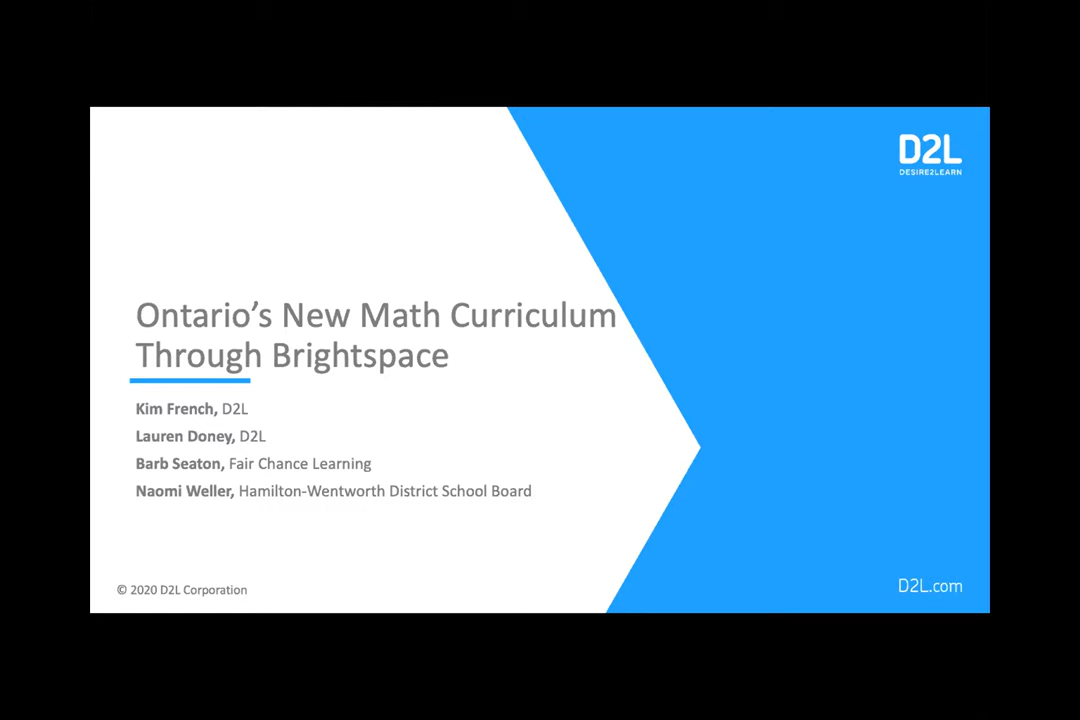 D2L
DESIRE2LEARN
Ontario's New Math Curriculum
Through Brightspace
Kim French, D2L
Lauren Doney, D2L
Barb Seaton, Fair Chance Learning
Naomi Weller, Hamilton-Wentworth District School Board
© 2020 D2L Corporation
D2L.com